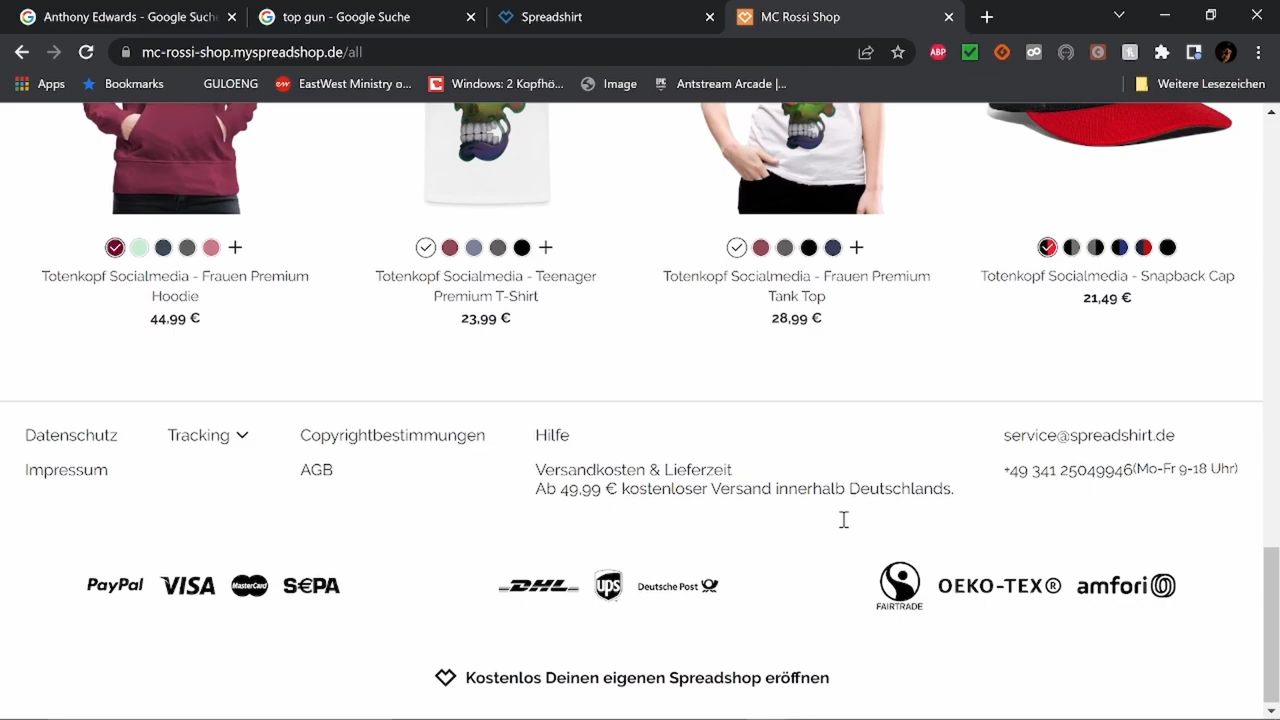 Anthony Edwards - Google Suche
top gun - Google Suche
Spreadshirt
MC Rossi Shop
mc-rossi-shop.myspreadshop.de/all
ABP
Apps
Bookmarks
GULOENG
EastWest Ministry o...
Windows: 2 Kopfhö...
Image
Antstream Arcade |...
Weitere Lesezeichen
Totenkopf Socialmedia - Frauen Premium
Hoodie
44,99 €
Totenkopf Socialmedia - Teenager
Premium T-Shirt
23,99 €
Totenkopf Socialmedia - Frauen Premium
Tank Top
28,99 €
Totenkopf Socialmedia - Snapback Cap
21,49 €
Datenschutz
Tracking
Copyrightbestimmungen
Hilfe
service@spreadshirt.de
Impressum
AGB
Versandkosten & Lieferzeit
Ab 49,99 € kostenloser Versand innerhalb Deutschlands.
+49 341 25049946(Mo-Fr 9-18 Uhr)
PayPal
VISA
MasterCard
S€PA
DHL
ups
Deutsche Post
FAIRTRADE
OEKO-TEX®
amfori
Kostenlos Deinen eigenen Spreadshop eröffnen